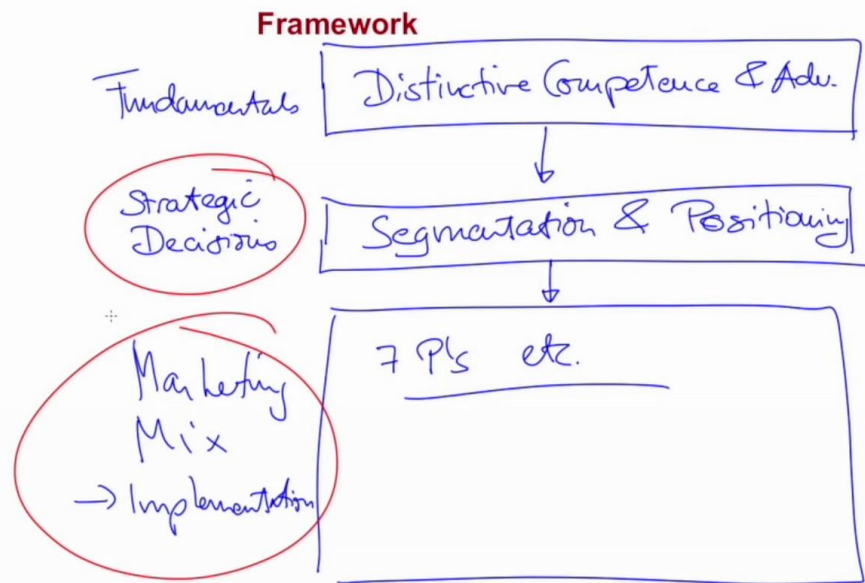 Framework
Fundamentals
Distinctive Competence & Adv.
Strategic
Decisions
Segmentation & Positioning
Marketing
Mix
→ Implementation
7 P's etc.